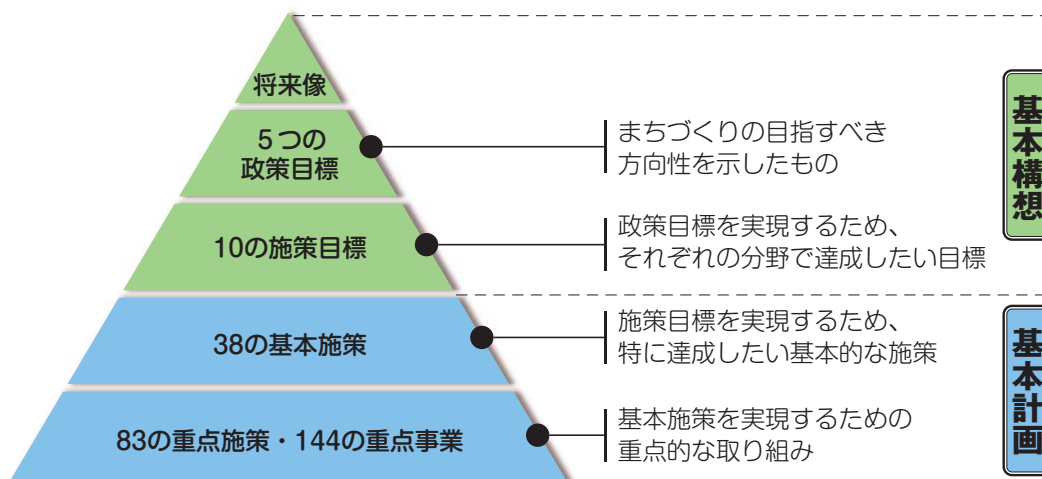 将来像
5つの
政策目標
まちづくりの目指すべき
方向性を示したもの
10の施策目標
政策目標を実現するため、
それぞれの分野で達成したい目標
基本構想
38の基本施策
施策目標を実現するため、
特に達成したい基本的な施策
83の重点施策・144の重点事業
基本施策を実現するための
重点的な取り組み
基本計画